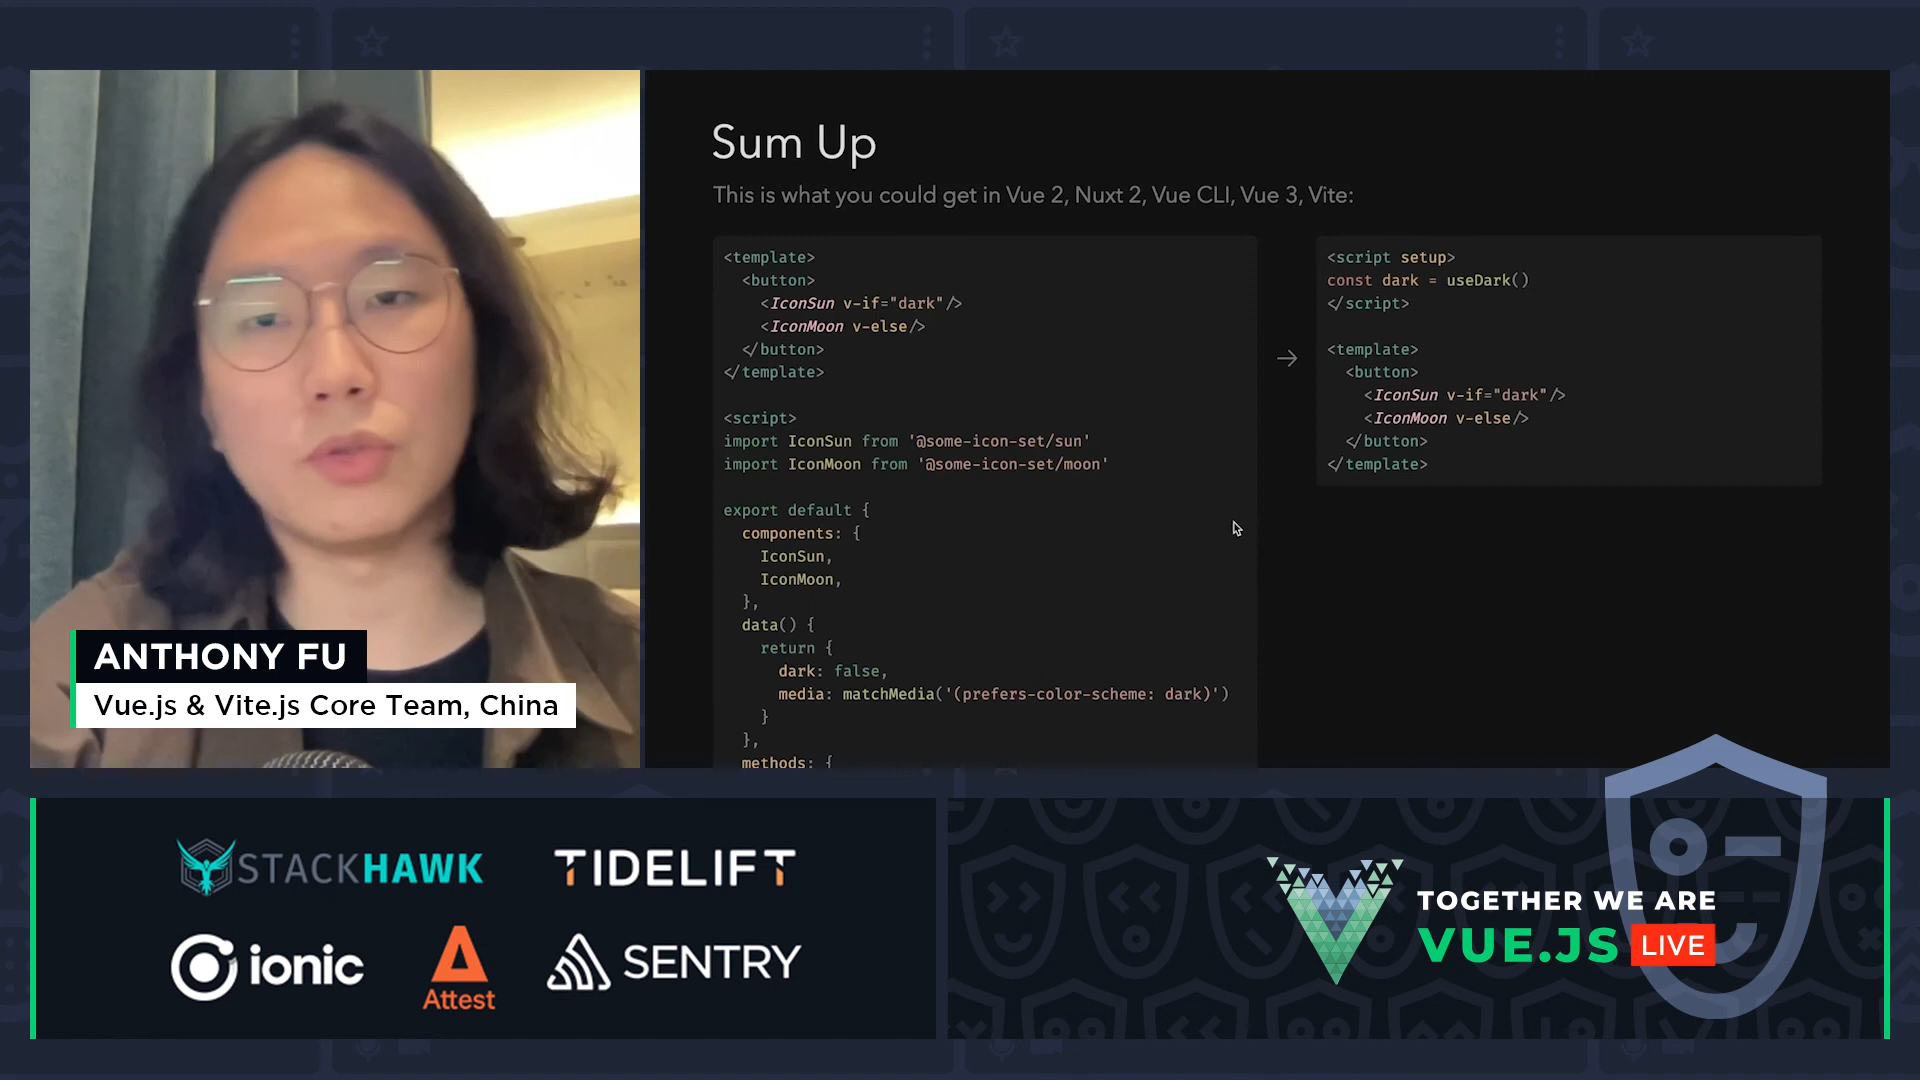 Sum Up
This is what you could get in Vue 2, Nuxt 2, Vue CLI, Vue 3, Vite:
<template>
  <button>
    <IconSun v-if="dark"/>
    <IconMoon v-else/>
  </button>
</template>
<script>
import IconSun from '@some-icon-set/sun'
import IconMoon from '@some-icon-set/moon'
export default {
  components: {
    IconSun,
    IconMoon,
  },
  data() {
    return {
      dark: false,
      media: matchMedia('(prefers-color-scheme: dark)')
    }
  },
  methods: {
→
<script setup>
const dark = useDark()
</script>
<template>
  <button>
    <IconSun v-if="dark"/>
    <IconMoon v-else/>
  </button>
</template>
ANTHONY FU
Vue.js & Vite.js Core Team, China
STACKHAWK
TIDELIFT
ionic
Attest
SENTRY
TOGETHER WE ARE
VUE.JS LIVE